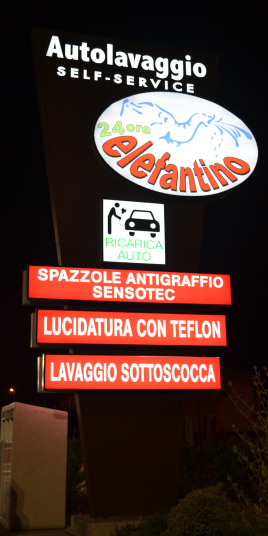 Autolavaggio
SELF-SERVICE
24 ore
elefantino
RICARICA
AUTO
SPAZZOLE ANTIGRAFFIO
SENSOTEC
LUCIDATURA CON TEFLON
LAVAGGIO SOTTOSCOCCA